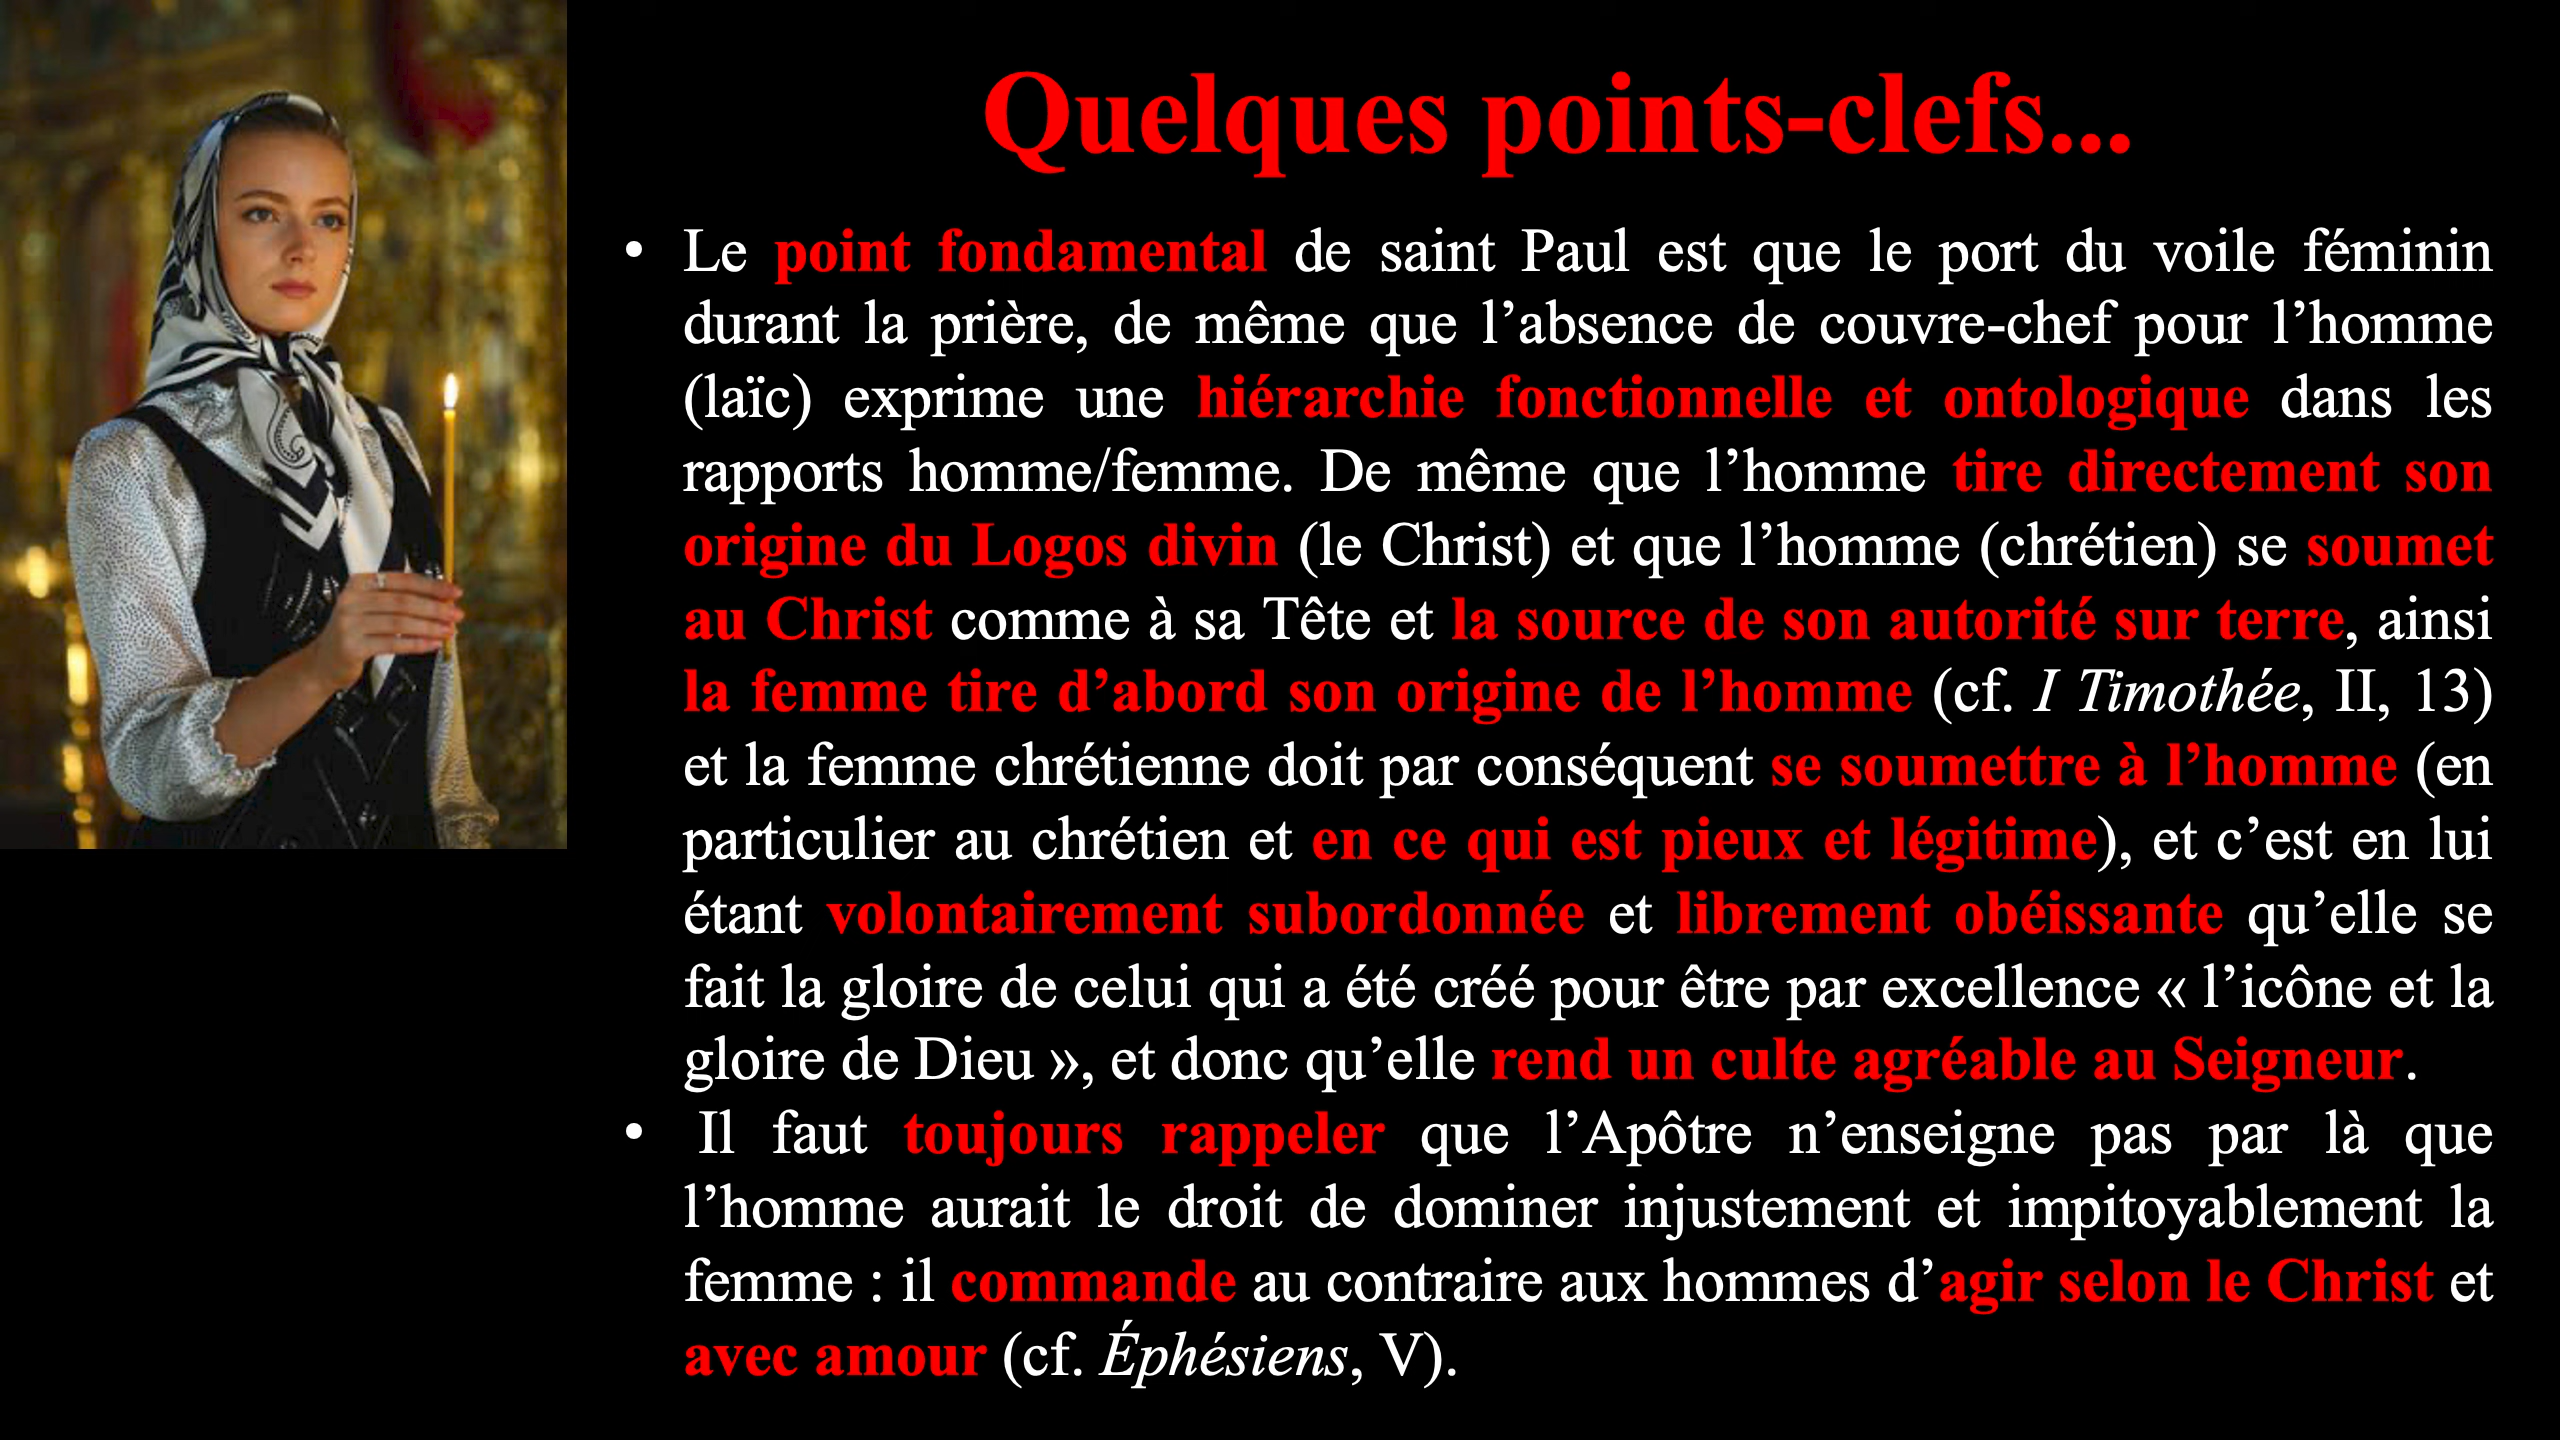 Quelques points-clefs...
• Le point fondamental de saint Paul est que le port du voile féminin
durant la prière, de même que l’absence de couvre-chef pour l’homme
(laïc) exprime une hiérarchie fonctionnelle et ontologique dans les
rapports homme/femme. De même que l’homme tire directement son
origine du Logos divin (le Christ) et que l’homme (chrétien) se soumet
au Christ comme à sa Tête et la source de son autorité sur terre, ainsi
la femme tire d’abord son origine de l’homme (cf. I Timothée, II, 13)
et la femme chrétienne doit par conséquent se soumettre à l’homme (en
particulier au chrétien et en ce qui est pieux et légitime), et c’est en lui
étant volontairement subordonnée et librement obéissante qu’elle se
fait la gloire de celui qui a été créé pour être par excellence « l’icône et la
gloire de Dieu », et donc qu’elle rend un culte agréable au Seigneur.
• Il faut toujours rappeler que l’Apôtre n’enseigne pas par là que
l’homme aurait le droit de dominer injustement et impitoyablement la
femme : il commande au contraire aux hommes d’agir selon le Christ et
avec amour (cf. Éphésiens, V).